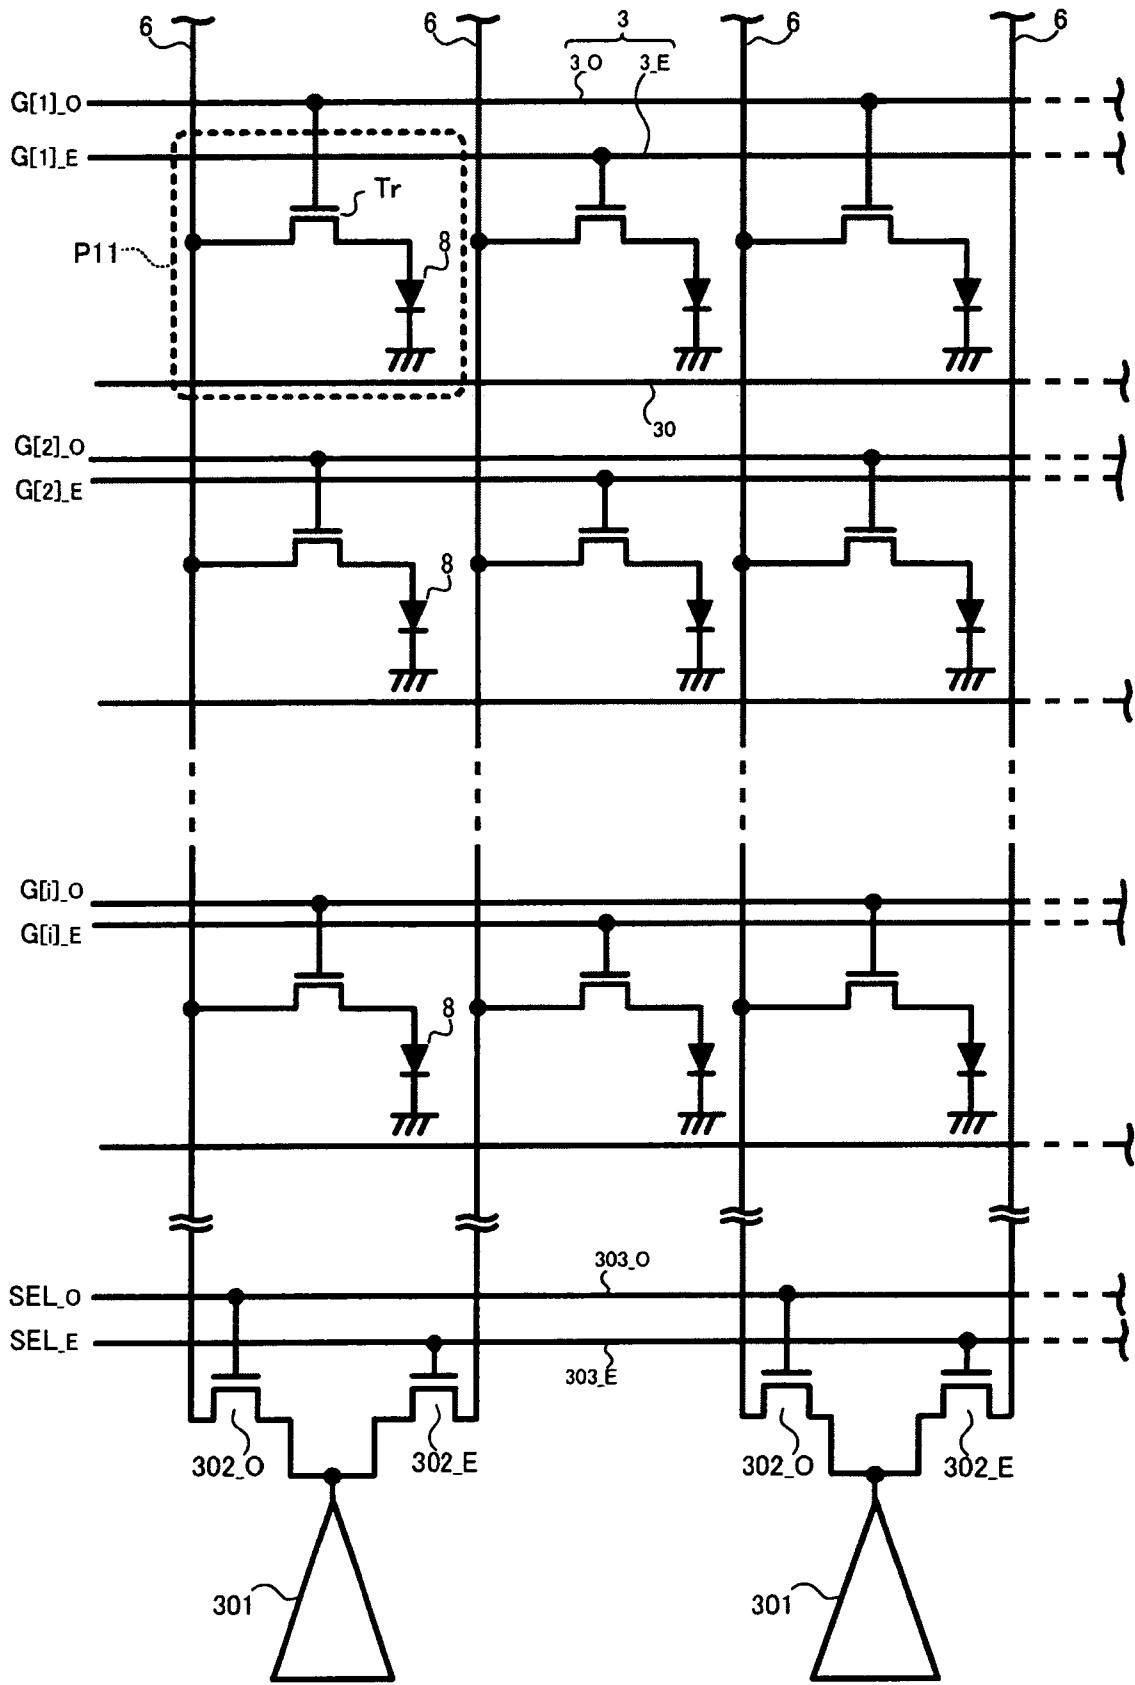 6 6 3 6 6
3_O 3_E
G[1]_O
G[1]_E
Tr
P11
8
30
G[2]_O
G[2]_E
8
G[i]_O
G[i]_E
8
303_O
SEL_O
SEL_E
303_E
302_O 302_E 302_O 302_E
301 301